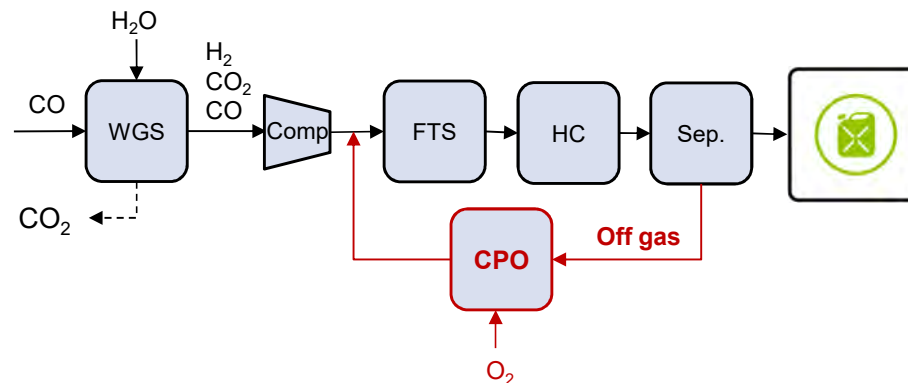 H₂O
H₂
CO₂
CO
CO
WGS
Comp
FTS
HC
Sep.
CO₂
Off gas
CPO
O₂